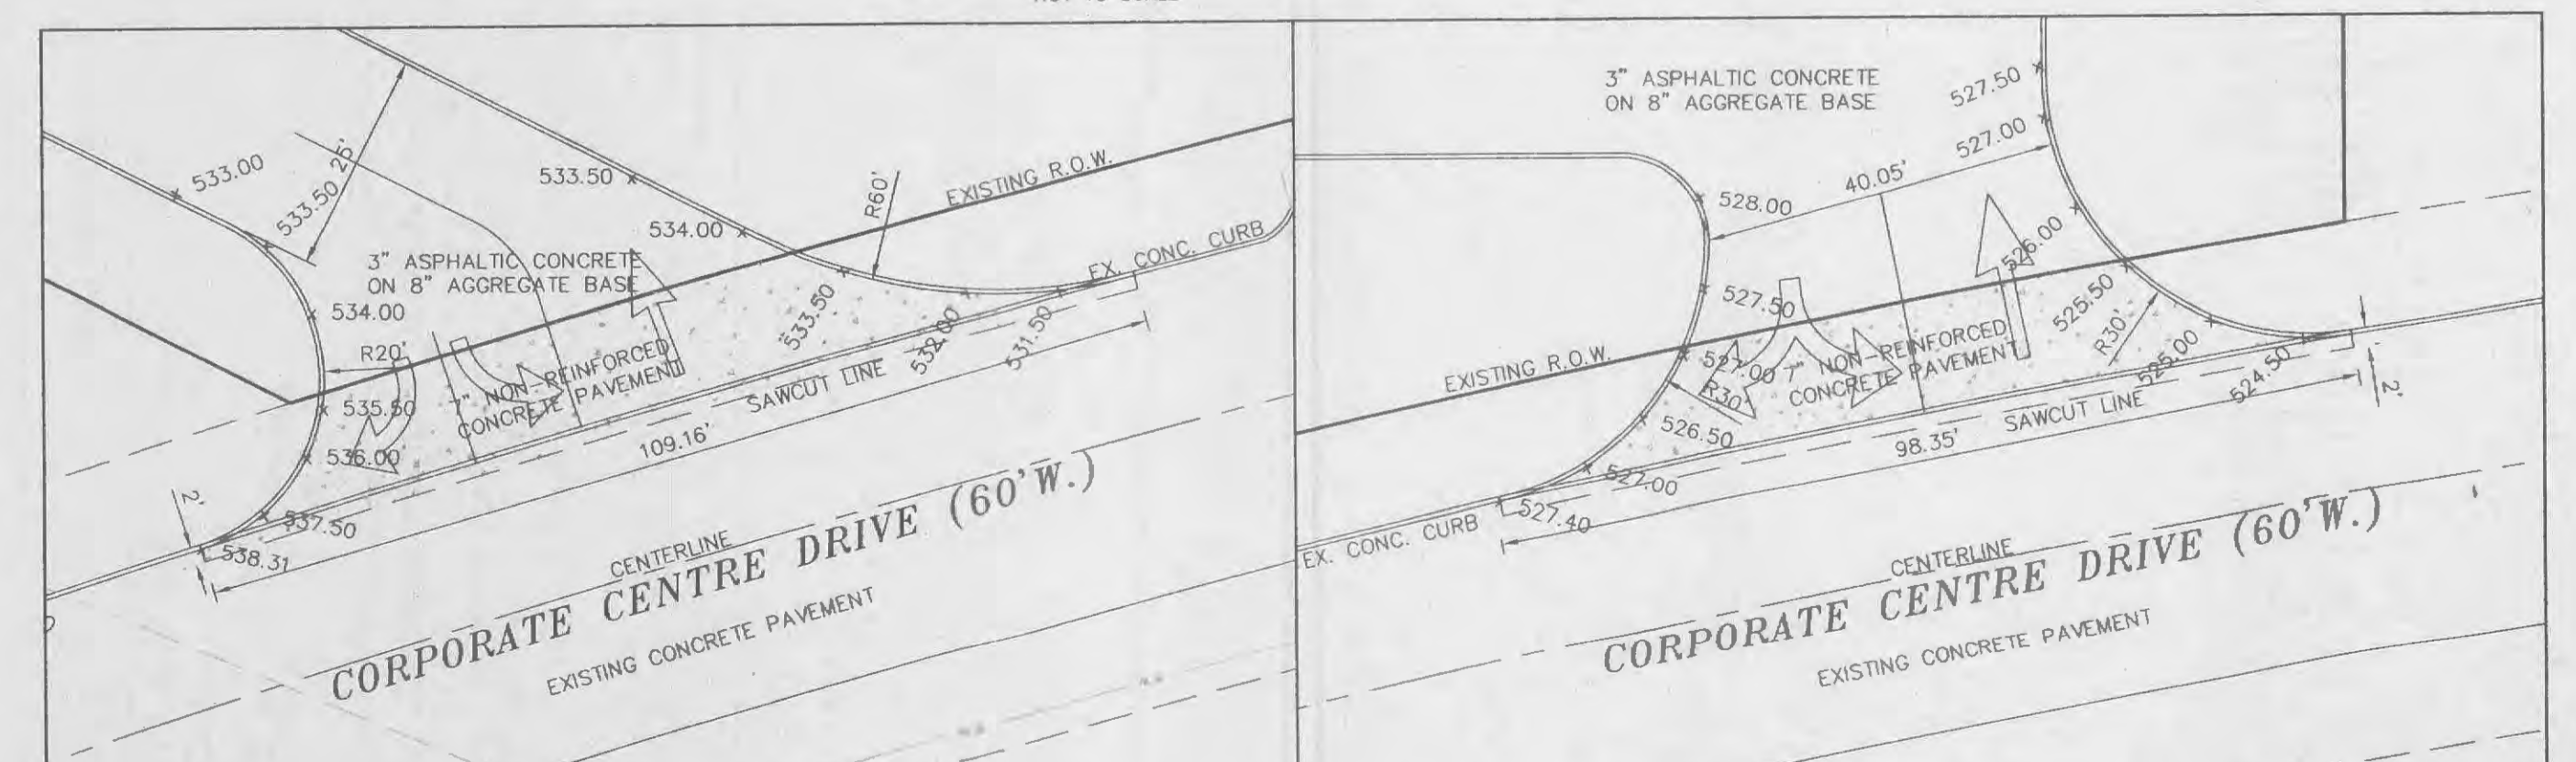 533.00
533.50
25'
533.50
534.00
R60'
EXISTING R.O.W.
3" ASPHALTIC CONCRETE
ON 8" AGGREGATE BASE
EX. CONC. CURB
534.00
R20'
535.50
536.00
537.50
538.31
2'
7" NON-REINFORCED
CONCRETE PAVEMENT
533.50
532.00
531.50
SAWCUT LINE
109.16'
CENTERLINE
CORPORATE CENTRE DRIVE (60'W.)
EXISTING CONCRETE PAVEMENT
3" ASPHALTIC CONCRETE
ON 8" AGGREGATE BASE
527.50
527.00
40.05'
528.00
526.00
527.50
525.50
EXISTING R.O.W.
527.00
R30'
7" NON-REINFORCED
CONCRETE PAVEMENT
R30'
525.00
524.50
2'
526.50
527.00
527.40
SAWCUT LINE
98.35'
EX. CONC. CURB
CENTERLINE
CORPORATE CENTRE DRIVE (60'W.)
EXISTING CONCRETE PAVEMENT